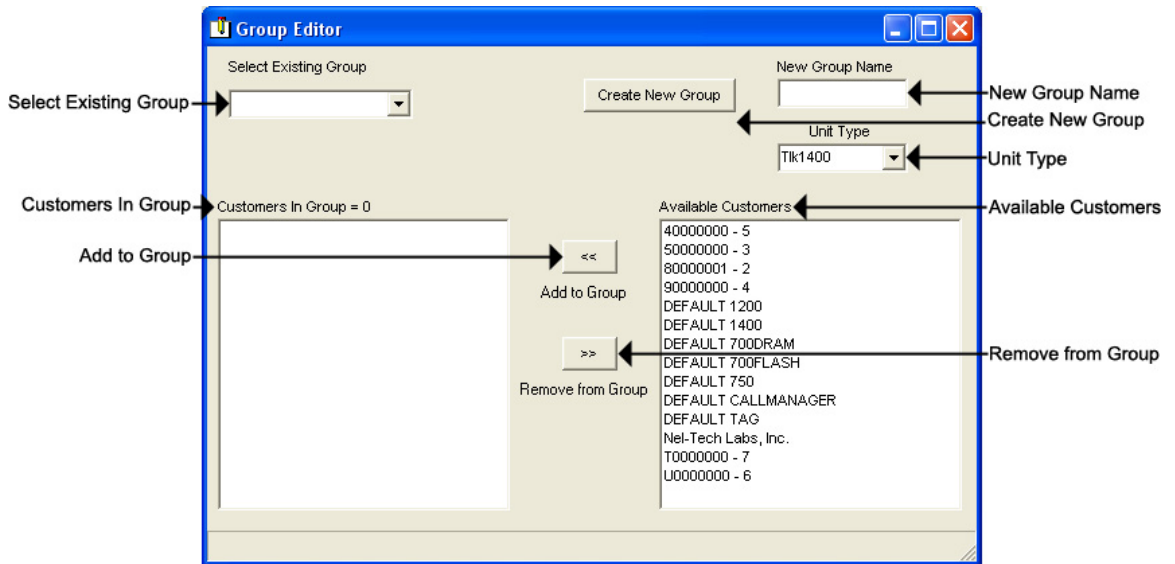 Group Editor
Select Existing Group
New Group Name
Select Existing Group
Create New Group
New Group Name
Create New Group
Unit Type
Tlk1400
Unit Type
Customers In Group
Customers In Group = 0
Available Customers
Available Customers
Add to Group
<<
Add to Group
>>
Remove from Group
Remove from Group
40000000 - 5
50000000 - 3
80000001 - 2
90000000 - 4
DEFAULT 1200
DEFAULT 1400
DEFAULT 700DRAM
DEFAULT 700FLASH
DEFAULT 750
DEFAULT CALLMANAGER
DEFAULT TAG
Nel-Tech Labs, Inc.
T0000000 - 7
U0000000 - 6